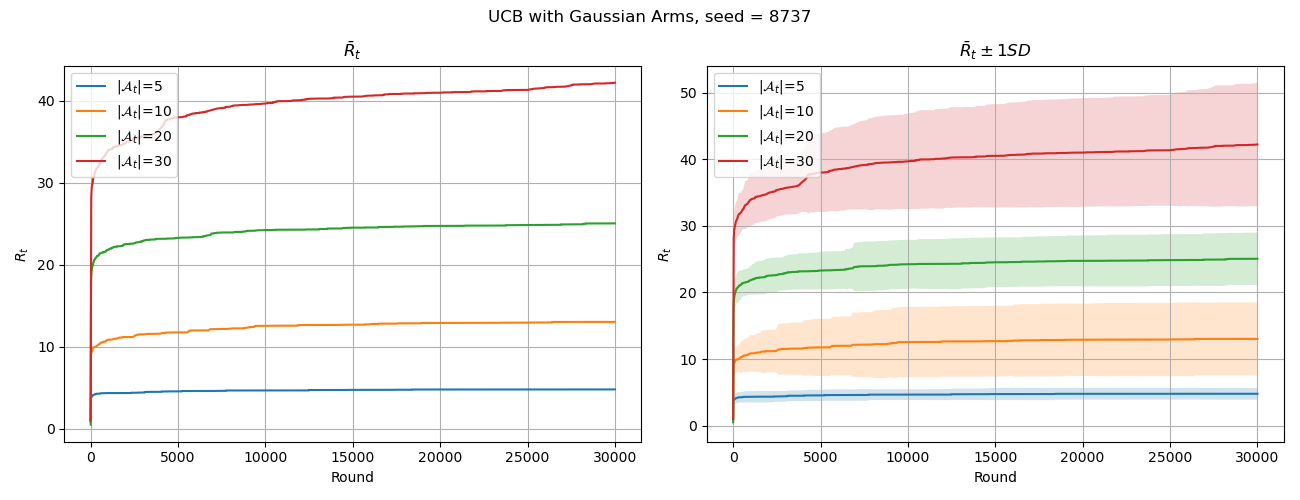 UCB with Gaussian Arms, seed = 8737
R̄ₜ
|𝒜ₜ|=5
|𝒜ₜ|=10
|𝒜ₜ|=20
|𝒜ₜ|=30
40
30
20
10
0
Rₜ
0 5000 10000 15000 20000 25000 30000
Round
R̄ₜ ± 1SD
|𝒜ₜ|=5
|𝒜ₜ|=10
|𝒜ₜ|=20
|𝒜ₜ|=30
50
40
30
20
10
0
Rₜ
0 5000 10000 15000 20000 25000 30000
Round